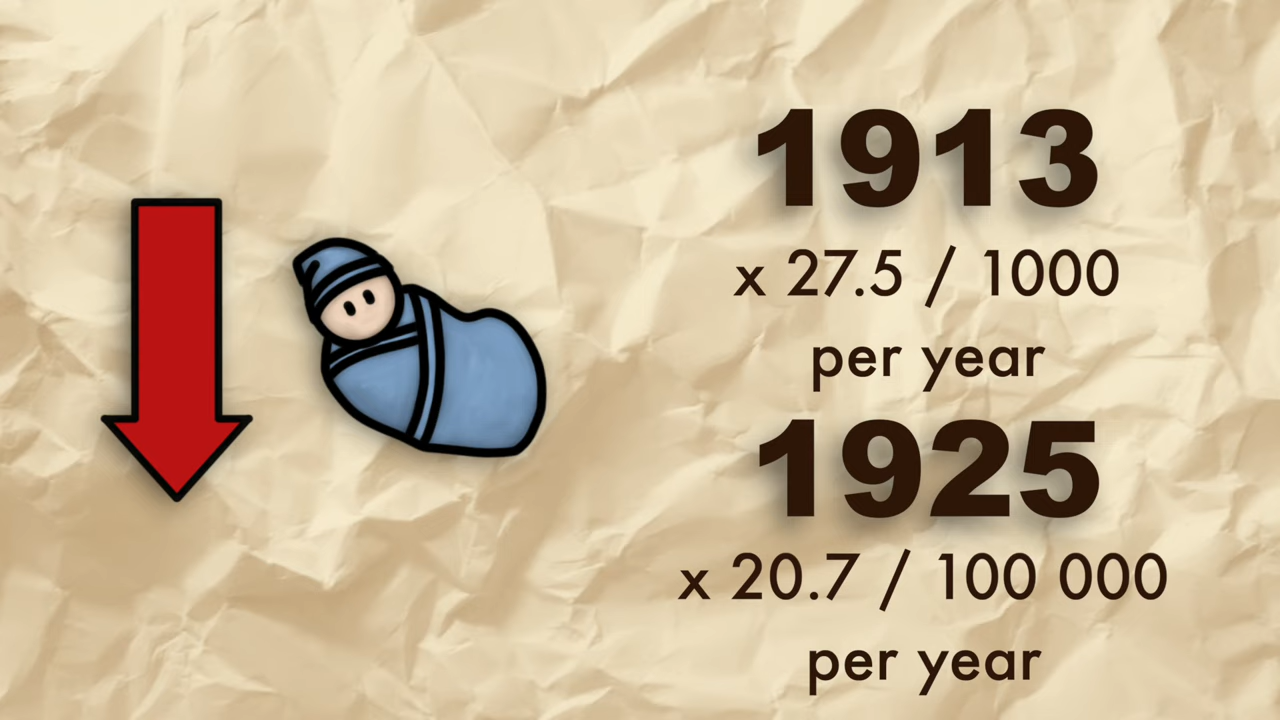 1913
x 27.5 / 1000
per year
1925
x 20.7 / 100 000
per year